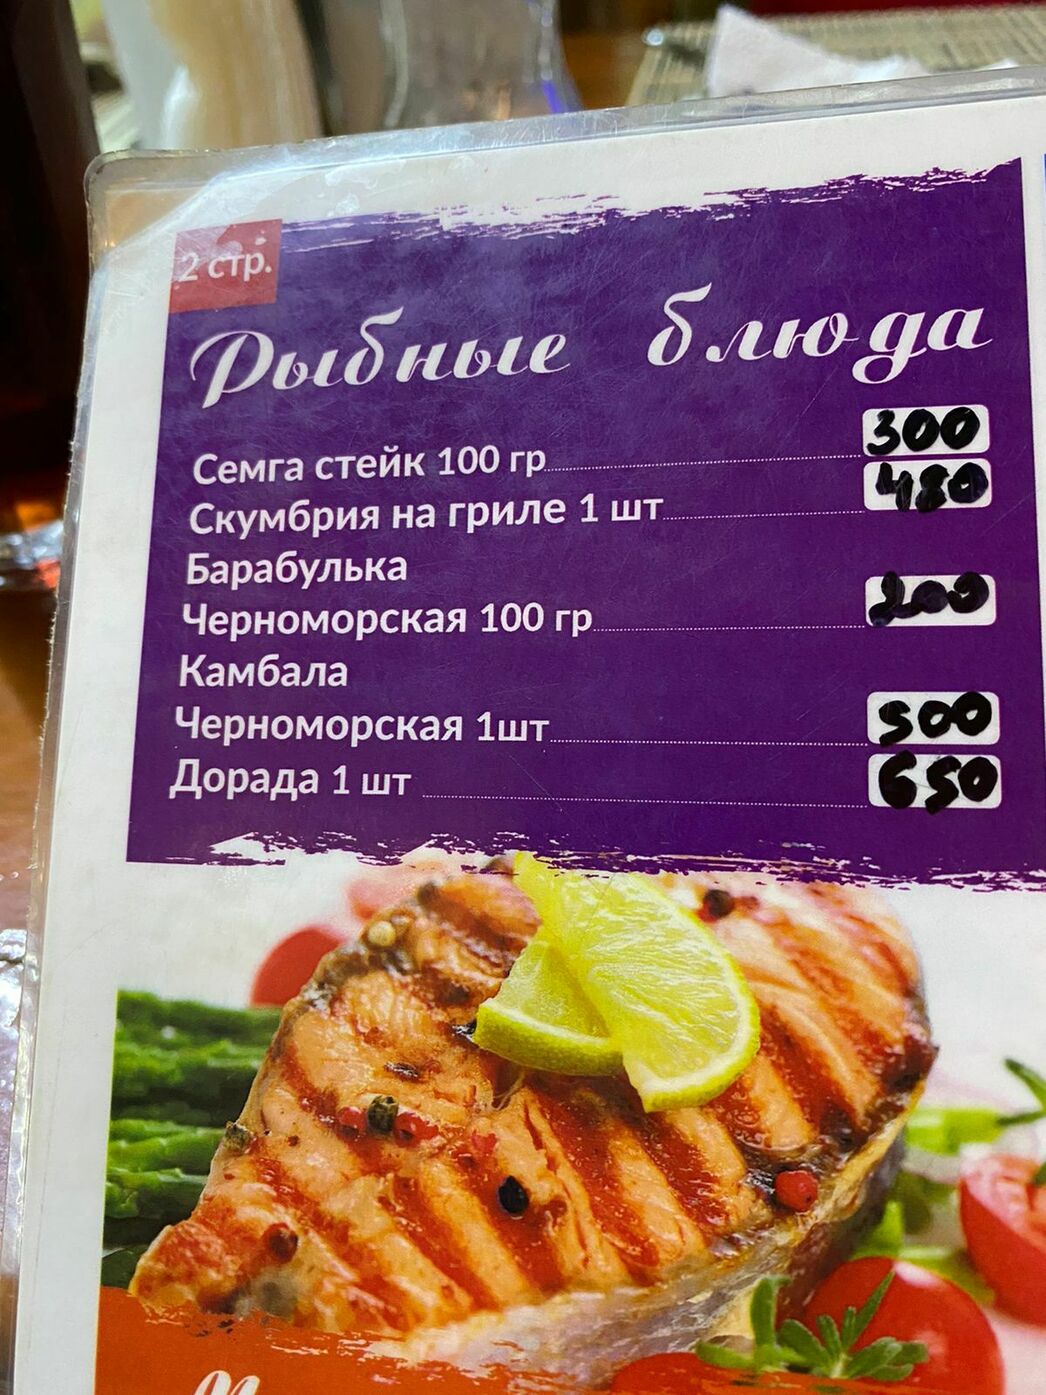 2 стр.
Рыбные блюда
Семга стейк 100 гр 300
Скумбрия на гриле 1 шт 480
Барабулька
Черноморская 100 гр 200
Камбала
Черноморская 1шт 500
Дорада 1 шт 650